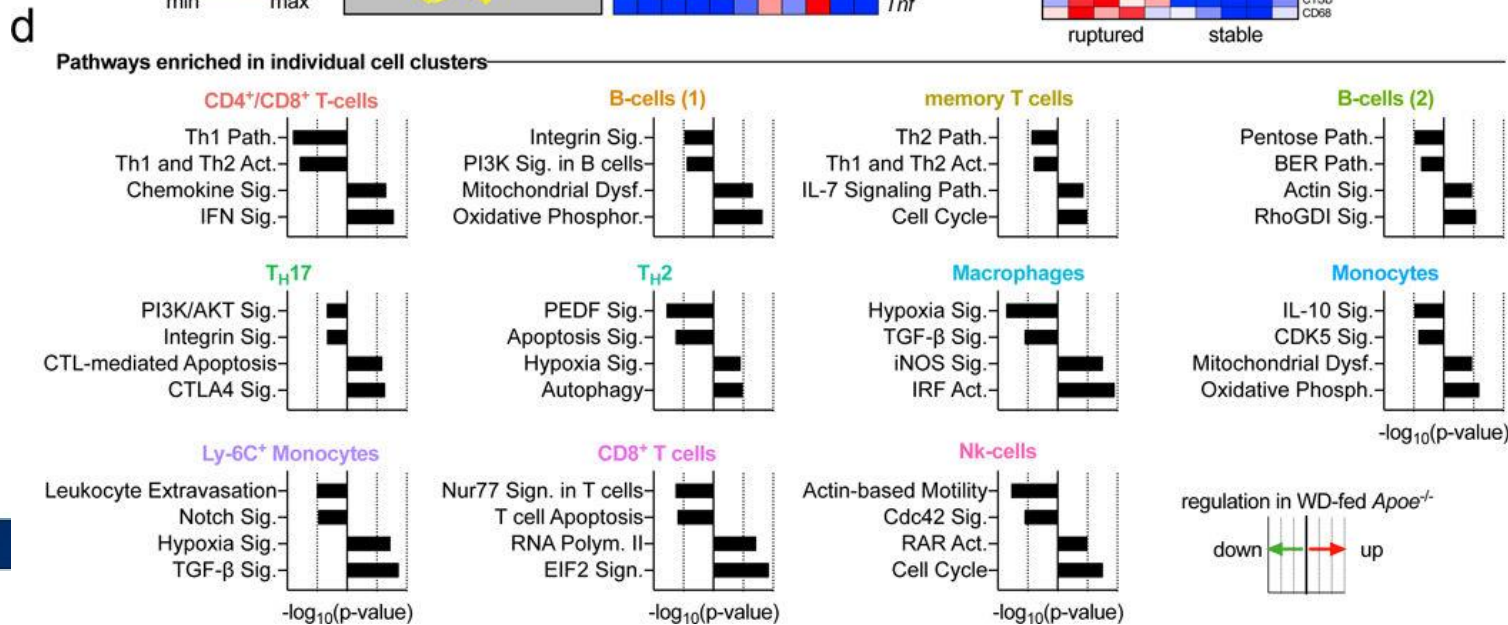 min max Tnf CTSB
CD68
ruptured stable
d
Pathways enriched in individual cell clusters
CD4+/CD8+ T-cells
Th1 Path.
Th1 and Th2 Act.
Chemokine Sig.
IFN Sig.
B-cells (1)
Integrin Sig.
PI3K Sig. in B cells
Mitochondrial Dysf.
Oxidative Phosphor.
memory T cells
Th2 Path.
Th1 and Th2 Act.
IL-7 Signaling Path.
Cell Cycle
B-cells (2)
Pentose Path.
BER Path.
Actin Sig.
RhoGDI Sig.
TH17
PI3K/AKT Sig.
Integrin Sig.
CTL-mediated Apoptosis
CTLA4 Sig.
TH2
PEDF Sig.
Apoptosis Sig.
Hypoxia Sig.
Autophagy
Macrophages
Hypoxia Sig.
TGF-β Sig.
iNOS Sig.
IRF Act.
Monocytes
IL-10 Sig.
CDK5 Sig.
Mitochondrial Dysf.
Oxidative Phosph.
-log10(p-value)
Ly-6C+ Monocytes
Leukocyte Extravasation
Notch Sig.
Hypoxia Sig.
TGF-β Sig.
-log10(p-value)
CD8+ T cells
Nur77 Sign. in T cells
T cell Apoptosis
RNA Polym. II
EIF2 Sign.
-log10(p-value)
Nk-cells
Actin-based Motility
Cdc42 Sig.
RAR Act.
Cell Cycle
-log10(p-value)
regulation in WD-fed Apoe-/-
down up